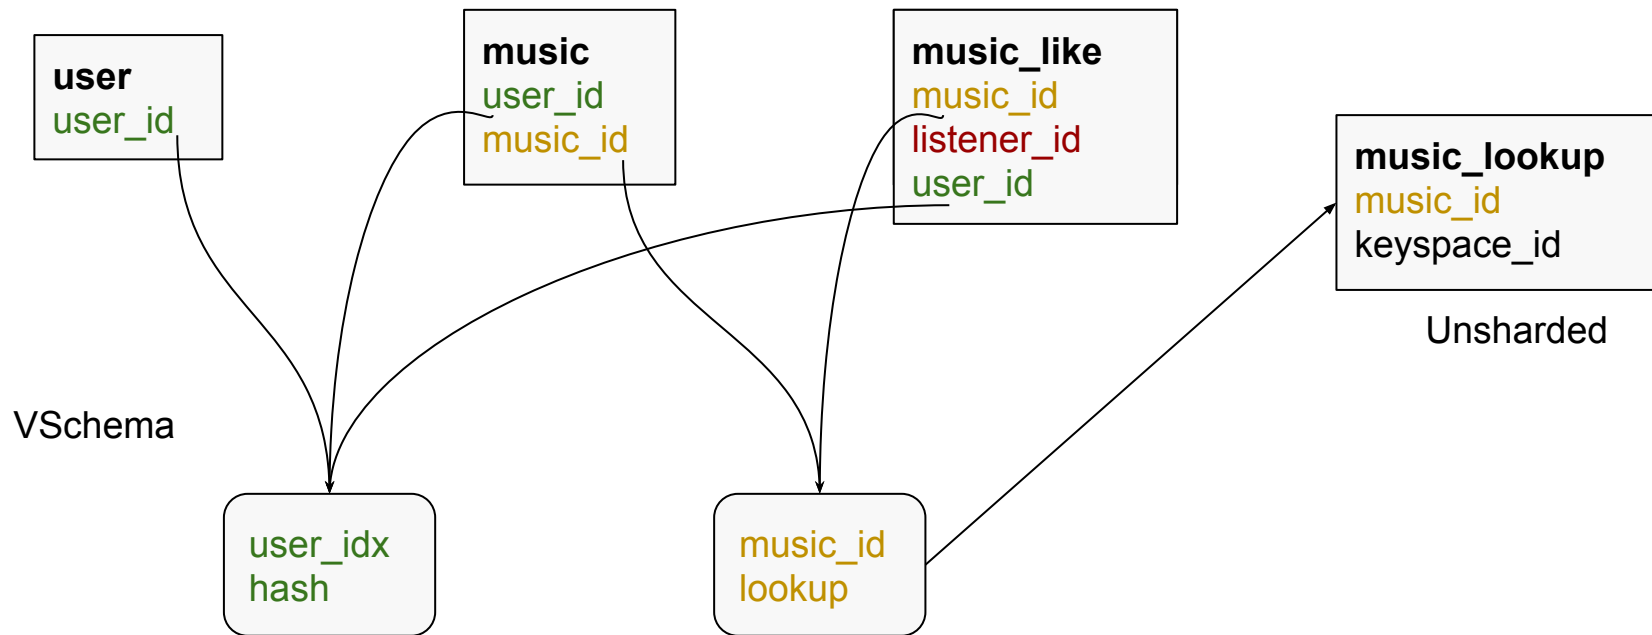 user
user_id
music
user_id
music_id
music_like
music_id
listener_id
user_id
music_lookup
music_id
keyspace_id
Unsharded
VSchema
user_idx
hash
music_id
lookup